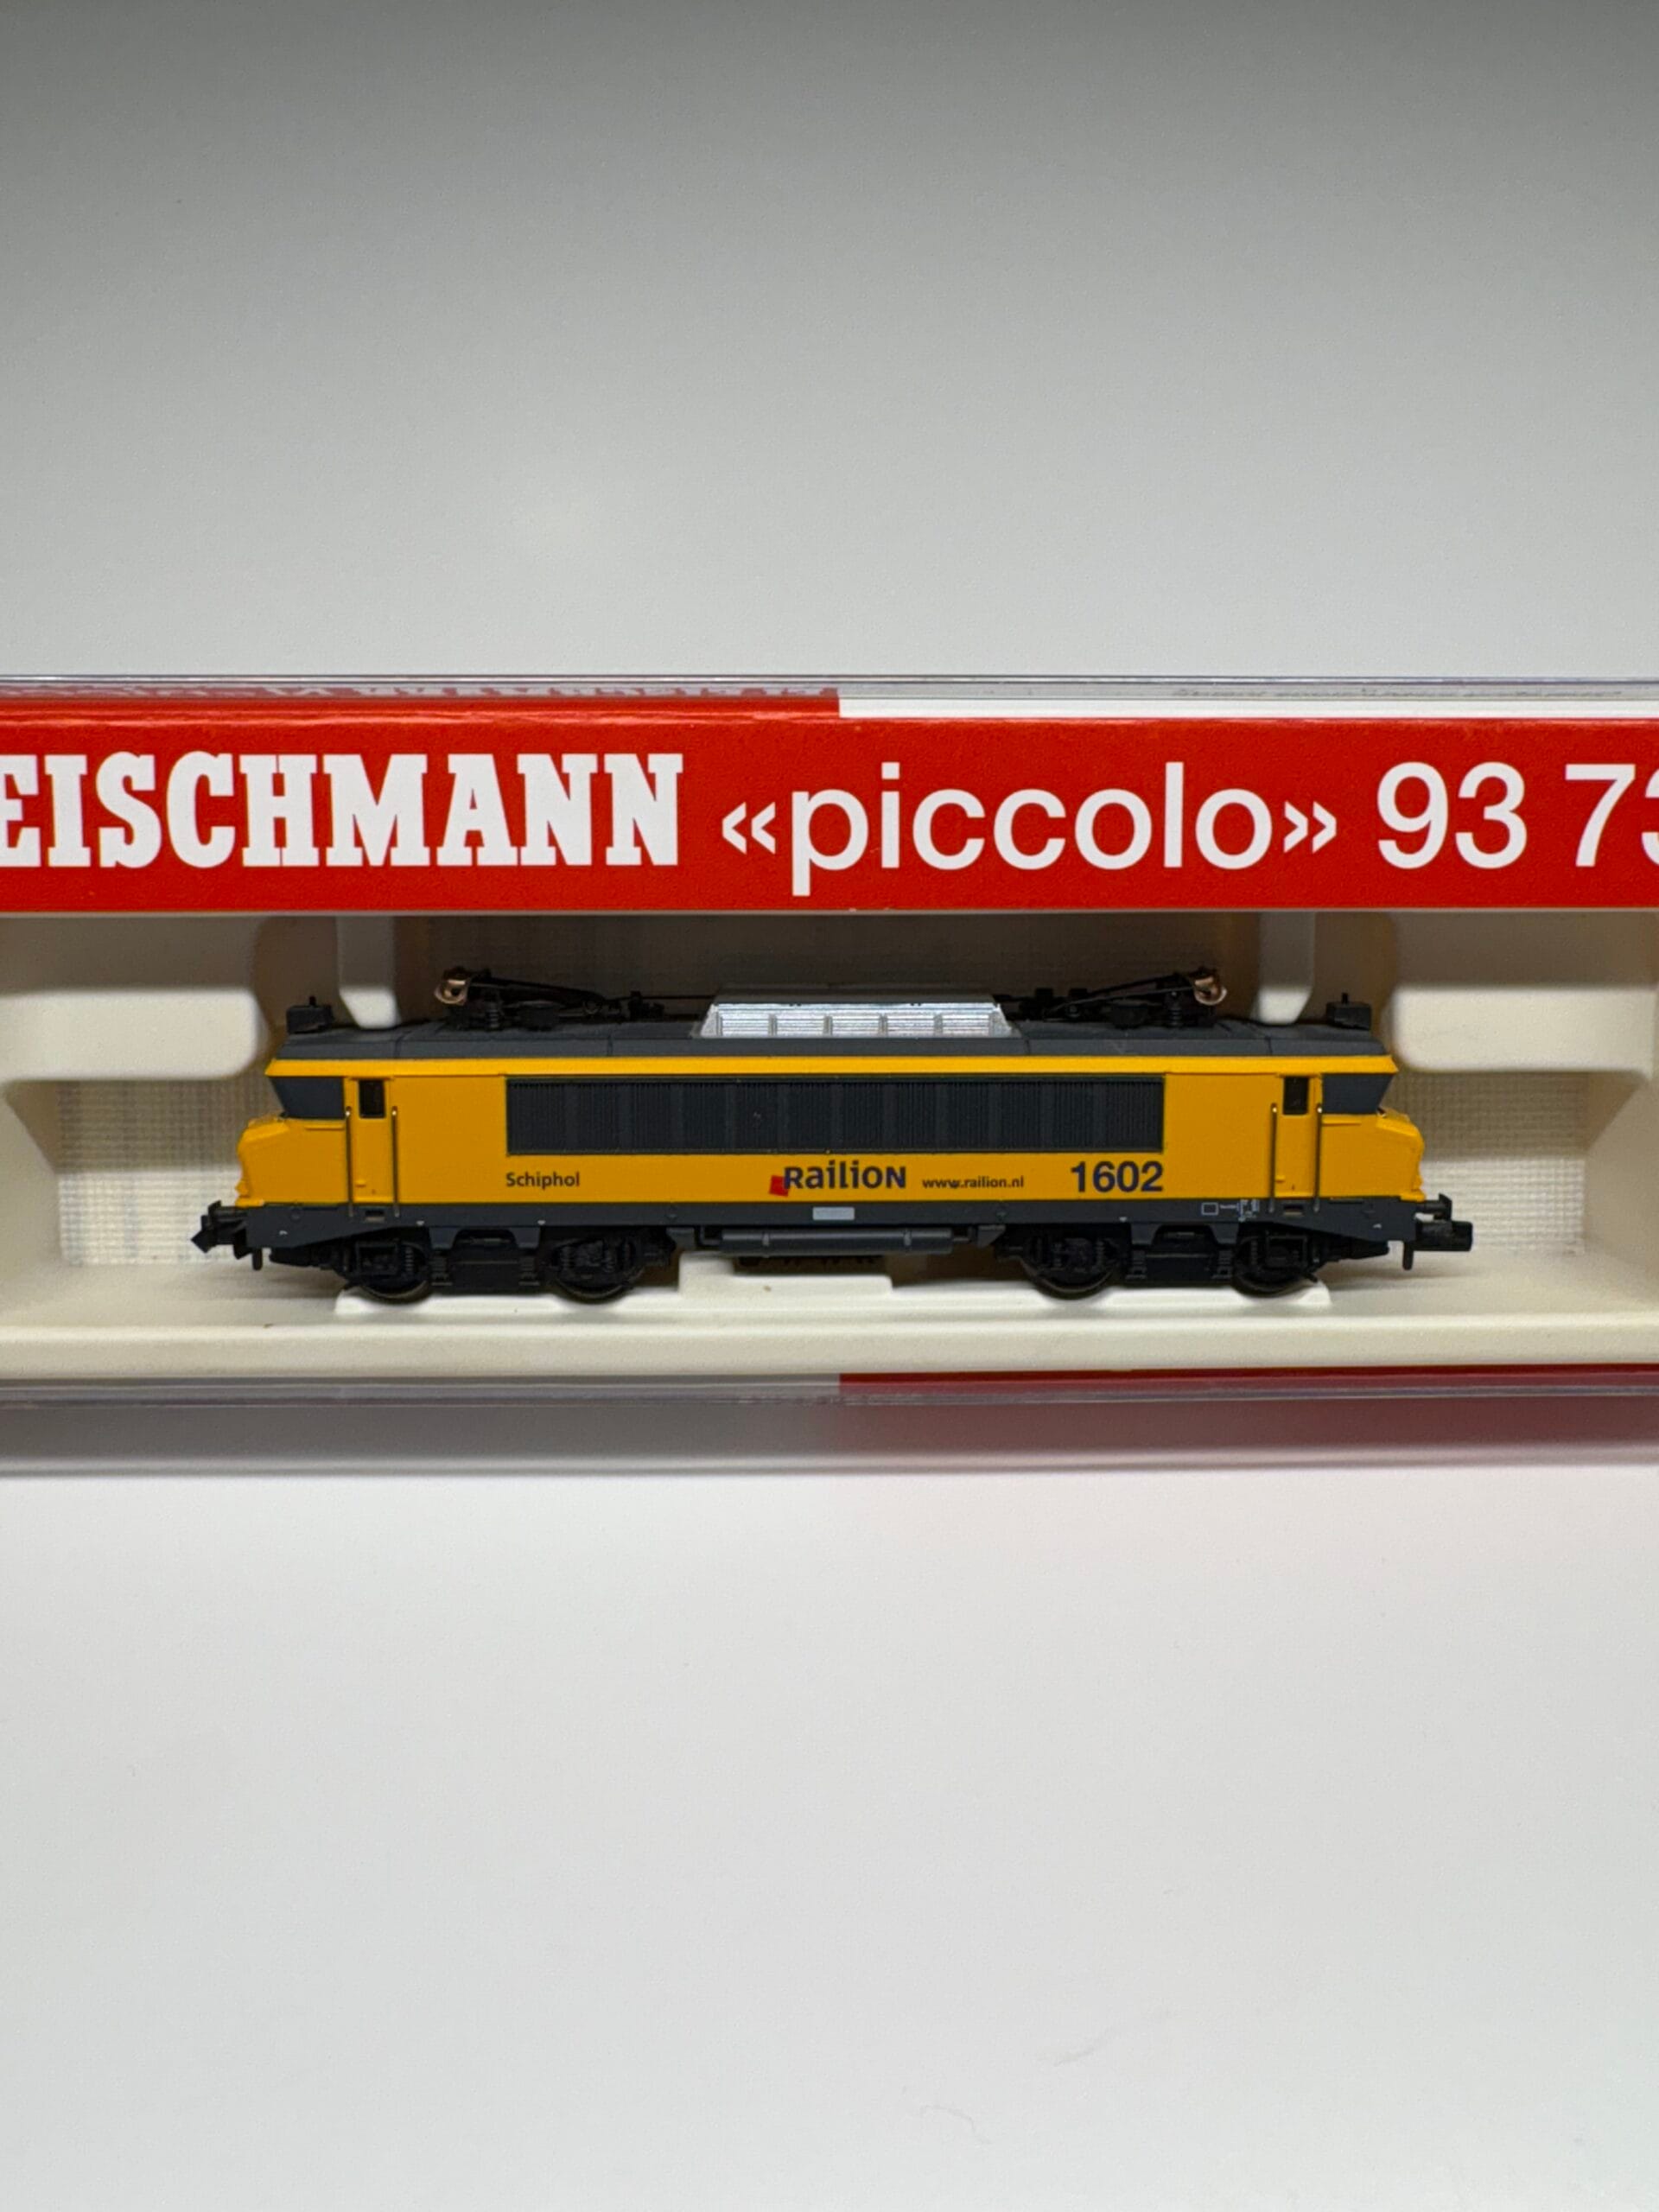 EISCHMANN «piccolo» 93 73
Schiphol RAILION www.railion.nl 1602